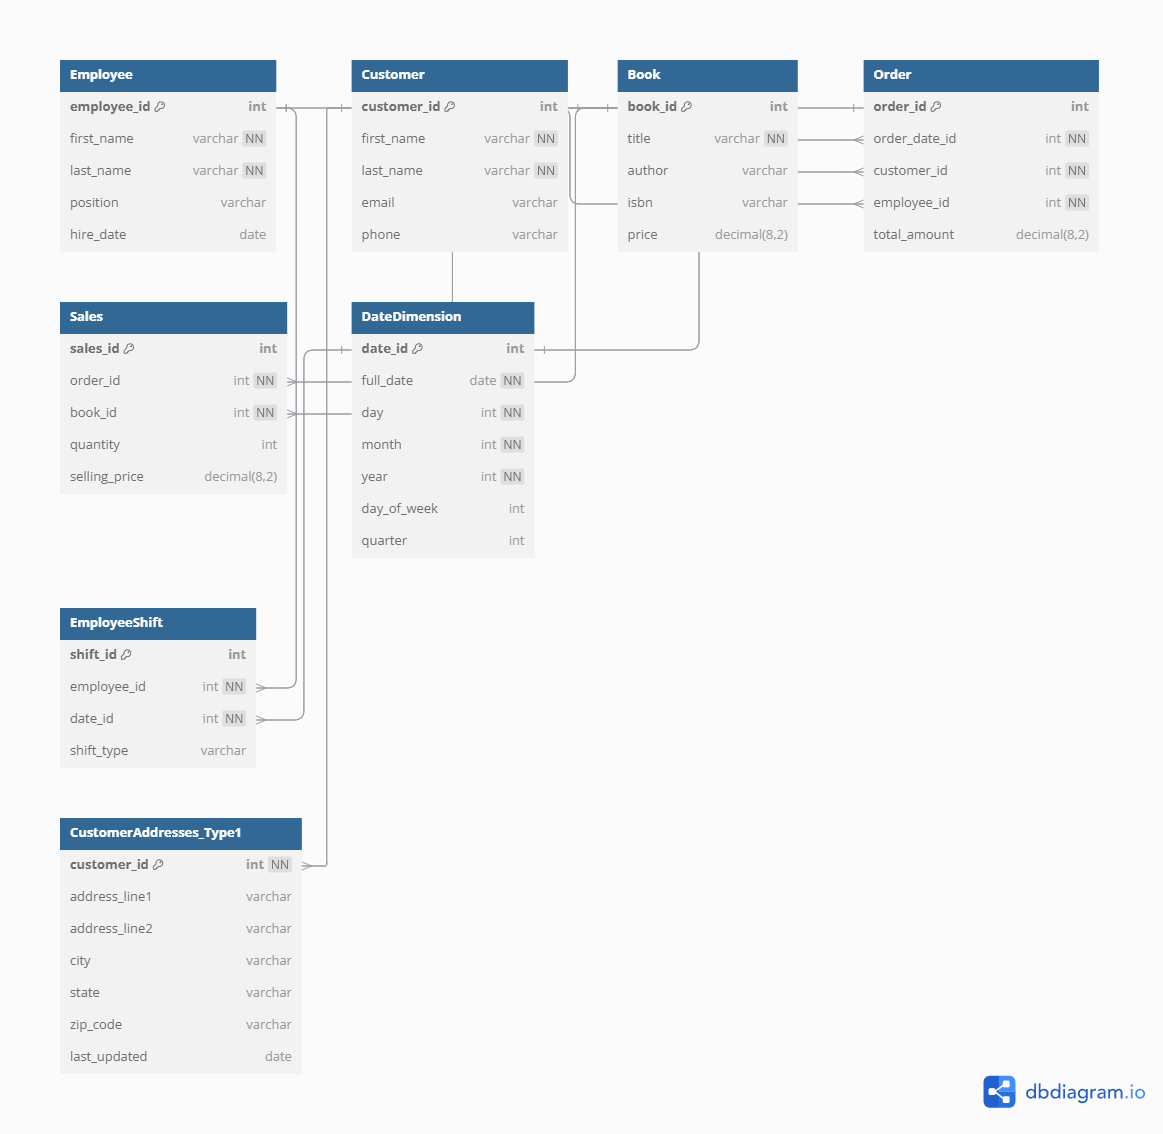 Employee
employee_id int
first_name varchar NN
last_name varchar NN
position varchar
hire_date date
Customer
customer_id int
first_name varchar NN
last_name varchar NN
email varchar
phone varchar
Book
book_id int
title varchar NN
author varchar
isbn varchar
price decimal(8,2)
Order
order_id int
order_date_id int NN
customer_id int NN
employee_id int NN
total_amount decimal(8,2)
Sales
sales_id int
order_id int NN
book_id int NN
quantity int
selling_price decimal(8,2)
DateDimension
date_id int
full_date date NN
day int NN
month int NN
year int NN
day_of_week int
quarter int
EmployeeShift
shift_id int
employee_id int NN
date_id int NN
shift_type varchar
CustomerAddresses_Type1
customer_id int NN
address_line1 varchar
address_line2 varchar
city varchar
state varchar
zip_code varchar
last_updated date
dbdiagram.io